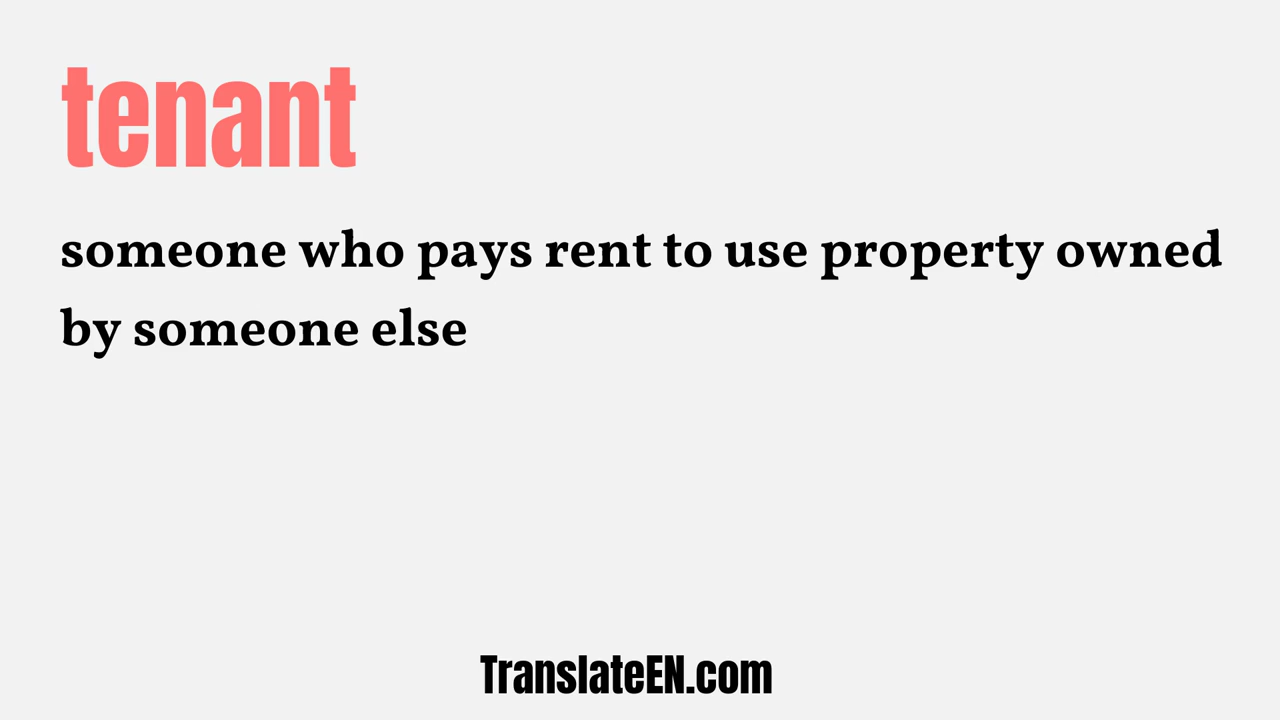 tenant
someone who pays rent to use property owned
by someone else
TranslateEN.com